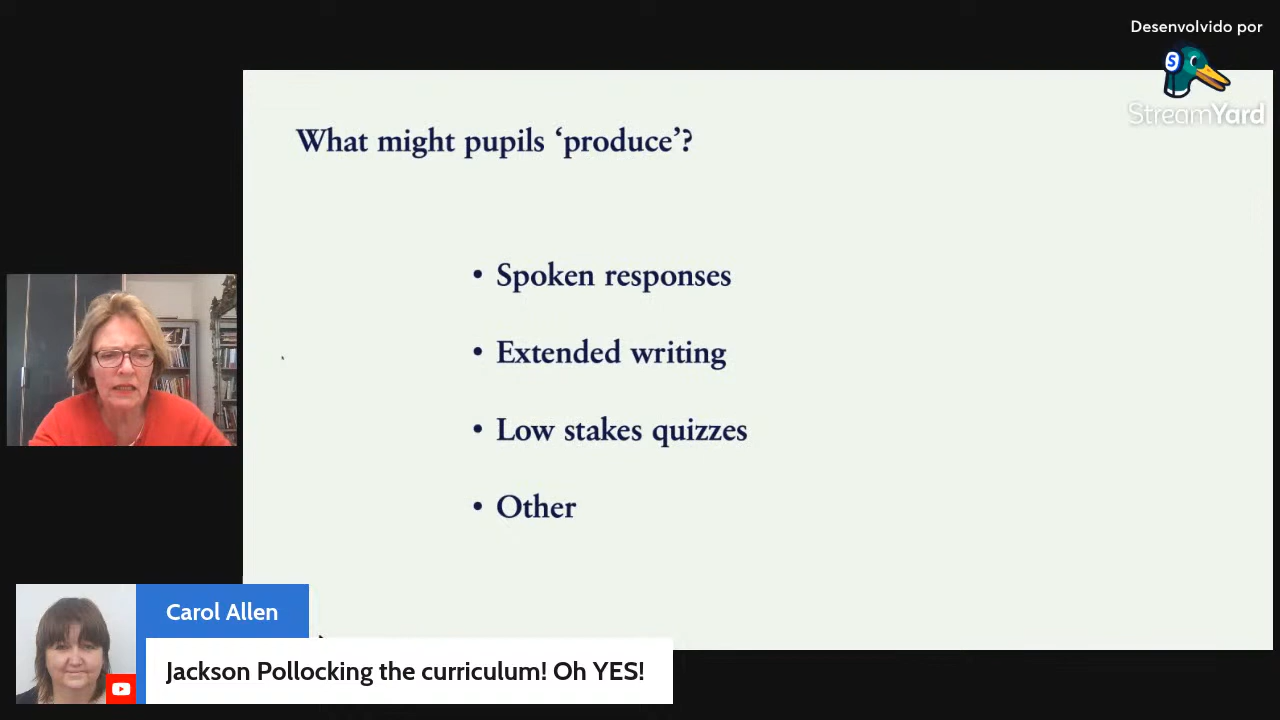 Desenvolvido por
StreamYard
What might pupils ‘produce’?
• Spoken responses
• Extended writing
• Low stakes quizzes
• Other
Carol Allen
Jackson Pollocking the curriculum! Oh YES!